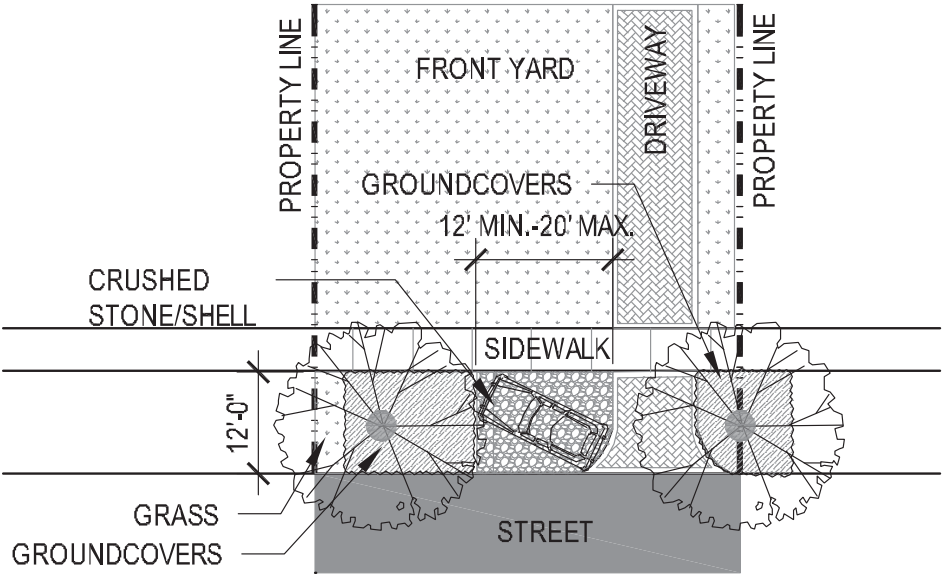 PROPERTY LINE
FRONT YARD
DRIVEWAY
PROPERTY LINE
GROUNDCOVERS
12' MIN.-20' MAX.
CRUSHED
STONE/SHELL
SIDEWALK
12'-0"
GRASS
GROUNDCOVERS
STREET